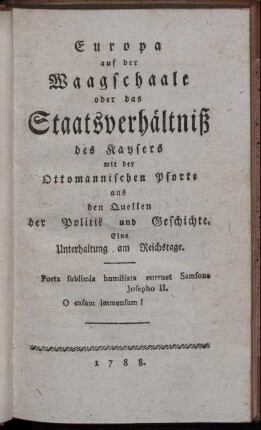 Europa
auf der
Waagschaale
oder das
Staatsverhältniß
des Kaysers
mit der
Ottomannischen Pforte
aus
den Quellen
der Politik und Geschichte.
Eine
Unterhaltung am Reichstage.
Porta sublimis humiliata corruet Samsone
Josepho II.
O casum immensum!
1788.